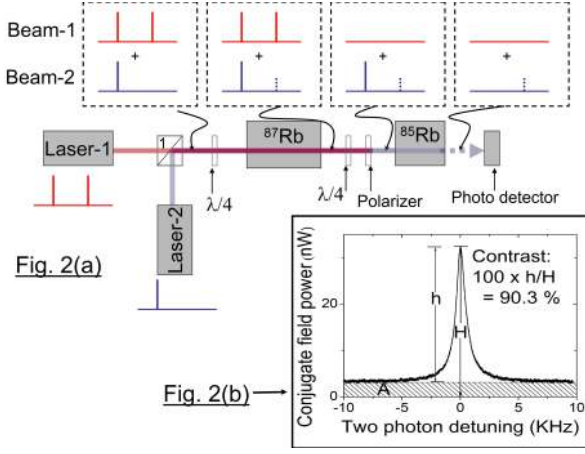 Beam-1
+
+
+
+
Beam-2
1
87Rb
85Rb
Laser-1
λ/4
λ/4
Polarizer
Photo detector
Laser-2
Fig. 2(a)
Fig. 2(b)
Conjugate field power (nW)
30
0
h
H
A
Contrast:
100 x h/H
= 90.3 %
-10
-5
0
5
10
Two photon detuning (KHz)